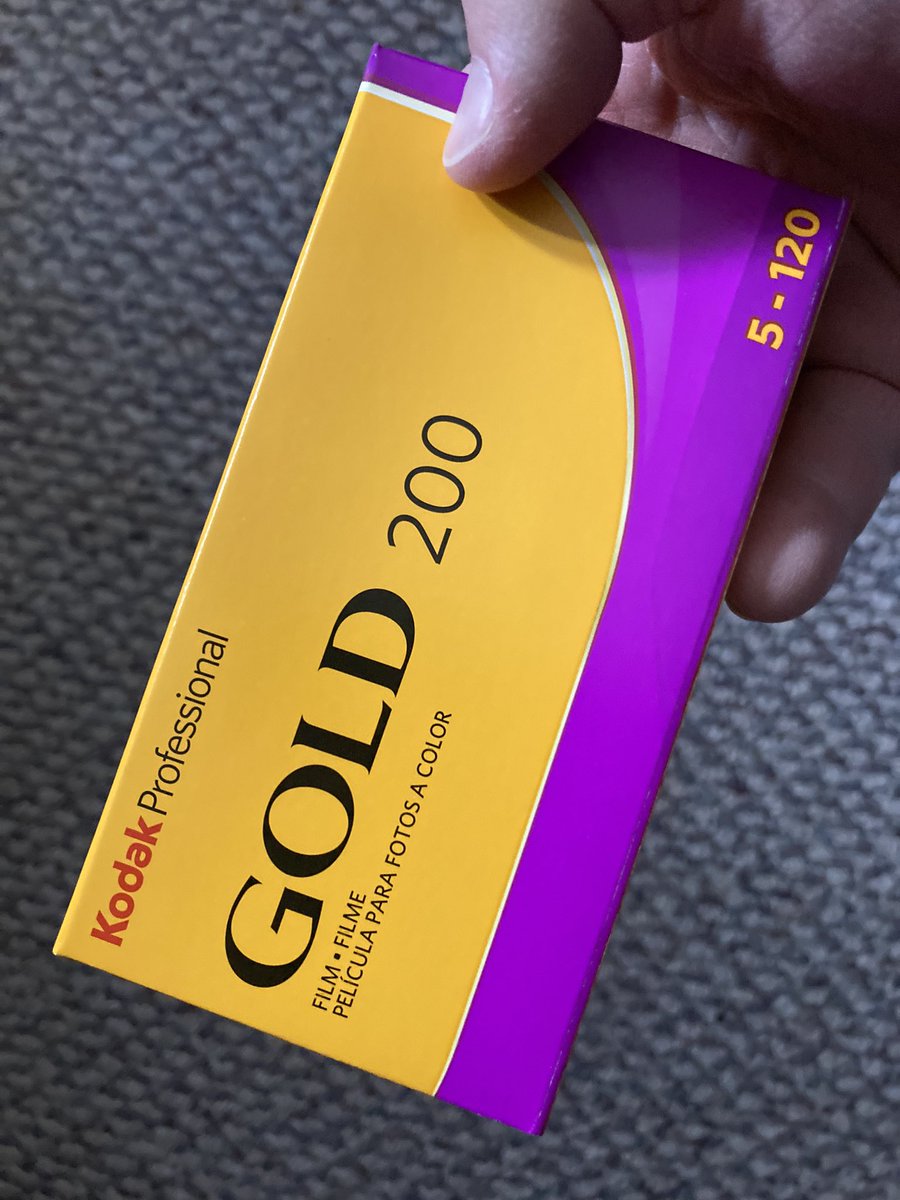 Kodak Professional
GOLD 200
FILM • FILME
PELÍCULA PARA FOTOS A COLOR
5 - 120